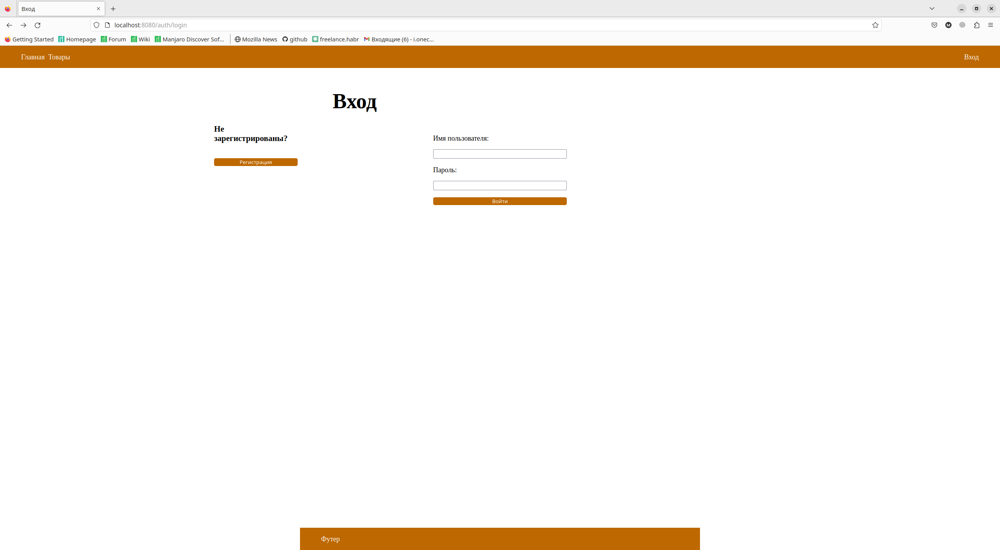 Вход
localhost:8080/auth/login
Getting Started Homepage Forum Wiki Manjaro Discover Sof... Mozilla News github freelance.habr Входящие (6) - i.onec...
Главная Товары Вход
Вход
Не
зарегистрированы?
Регистрация
Имя пользователя:
Пароль:
Войти
Футер